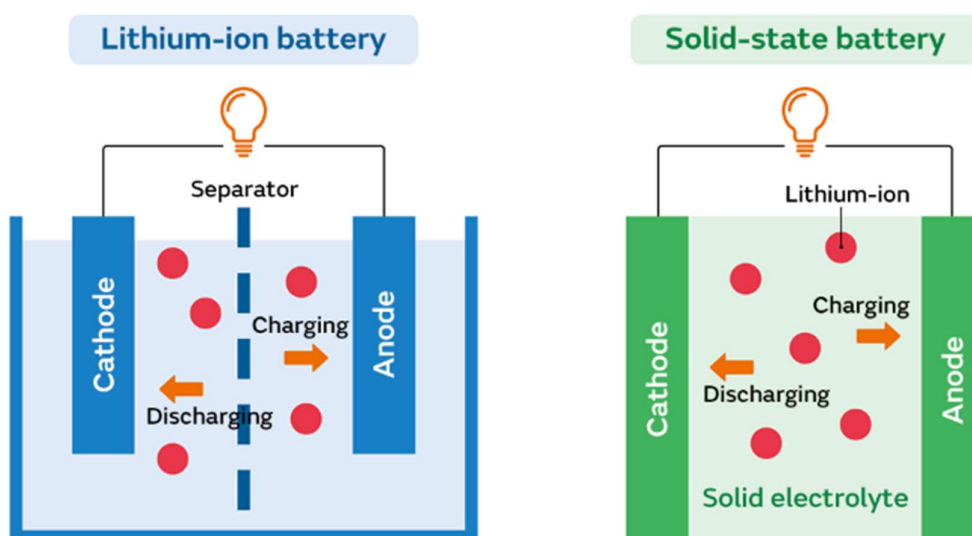 Lithium-ion battery
Separator
Cathode
Charging
Discharging
Anode
Solid-state battery
Lithium-ion
Cathode
Charging
Discharging
Anode
Solid electrolyte